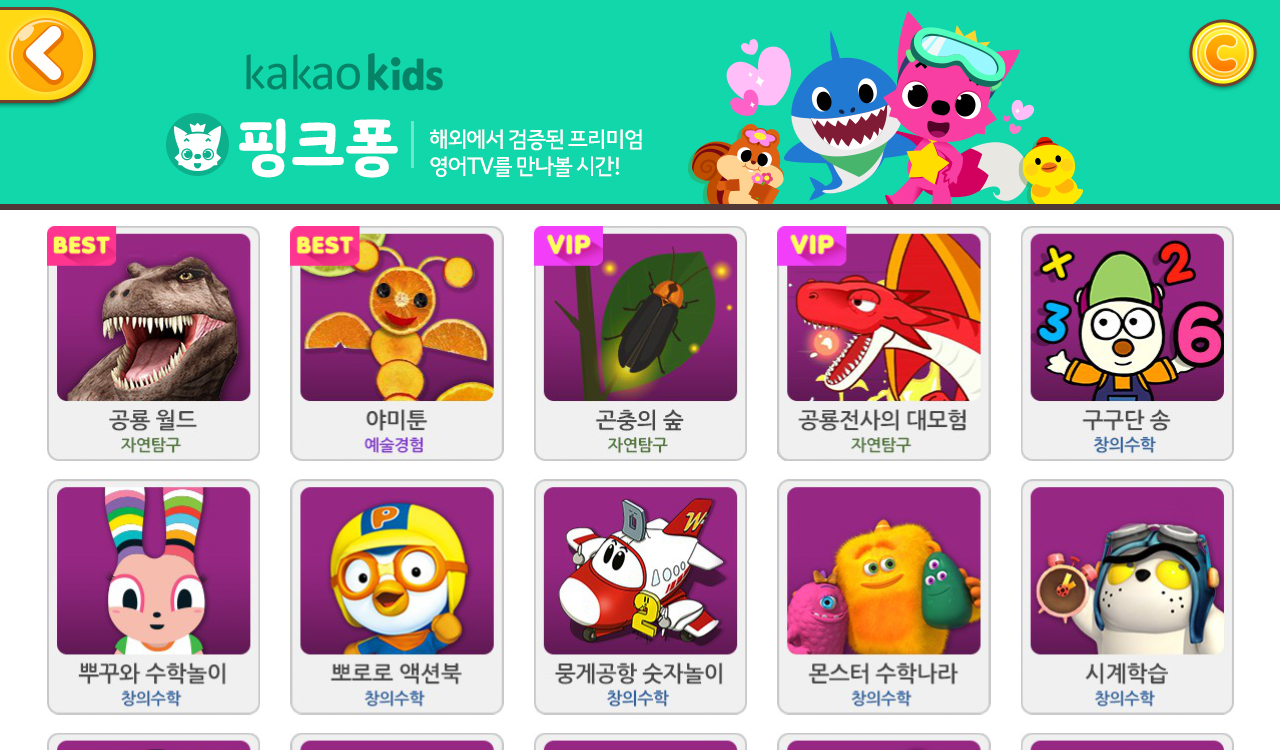 kakao kids
핑크퐁
해외에서 검증된 프리미엄
영어TV를 만나볼 시간!
C
BEST
BEST
VIP
VIP
x 2 3 6
공룡 월드
야미툰
곤충의 숲
공룡전사의 대모험
구구단 송
자연탐구
예술경험
자연탐구
자연탐구
창의수학
P
W
2
뿌꾸와 수학놀이
뽀로로 액션북
뭉게공항 숫자놀이
몬스터 수학나라
시계학습
창의수학
창의수학
창의수학
창의수학
창의수학